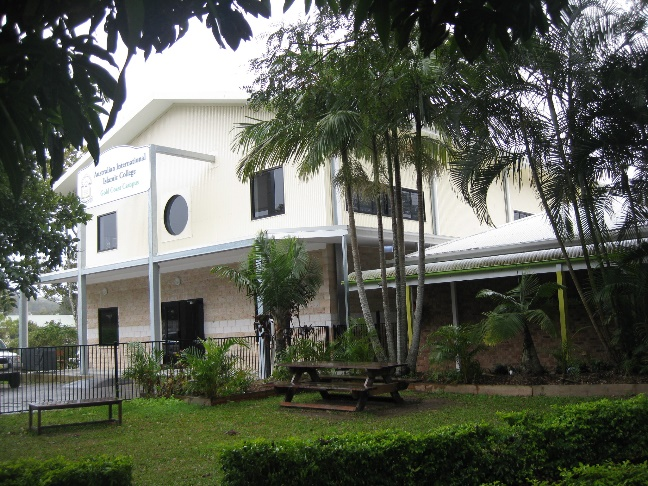 Australian International
Islamic College
Gold Coast Campus